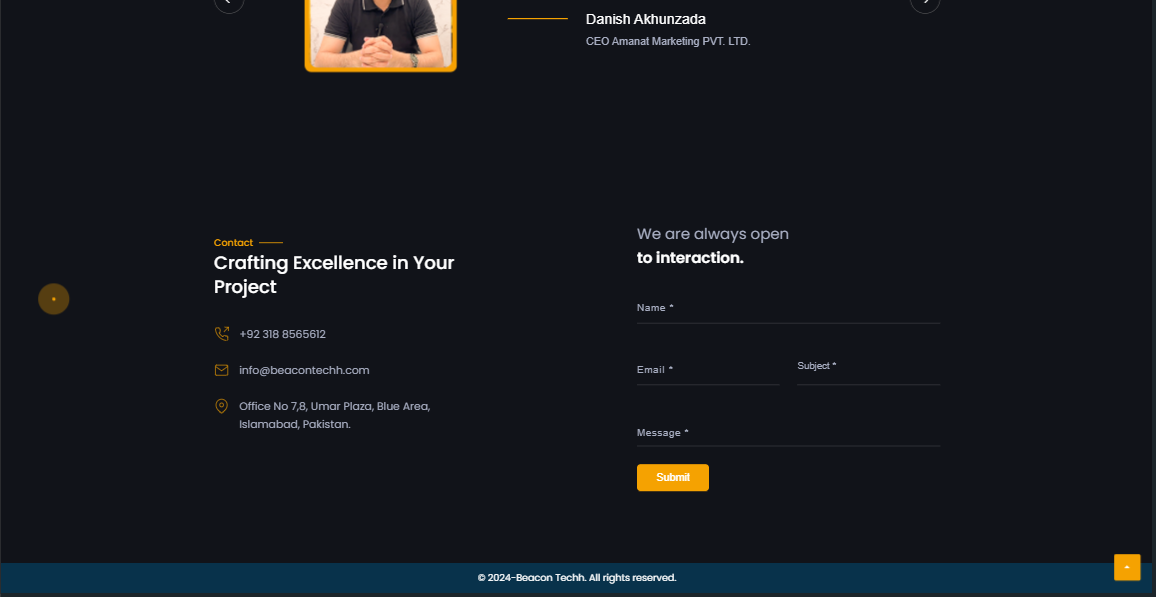 Danish Akhunzada
CEO Amanat Marketing PVT. LTD.
Contact
Crafting Excellence in Your
Project
+92 318 8565612
info@beacontechh.com
Office No 7,8, Umar Plaza, Blue Area,
Islamabad, Pakistan.
We are always open
to interaction.
Name *
Email *
Subject *
Message *
Submit
© 2024-Beacon Techh. All rights reserved.